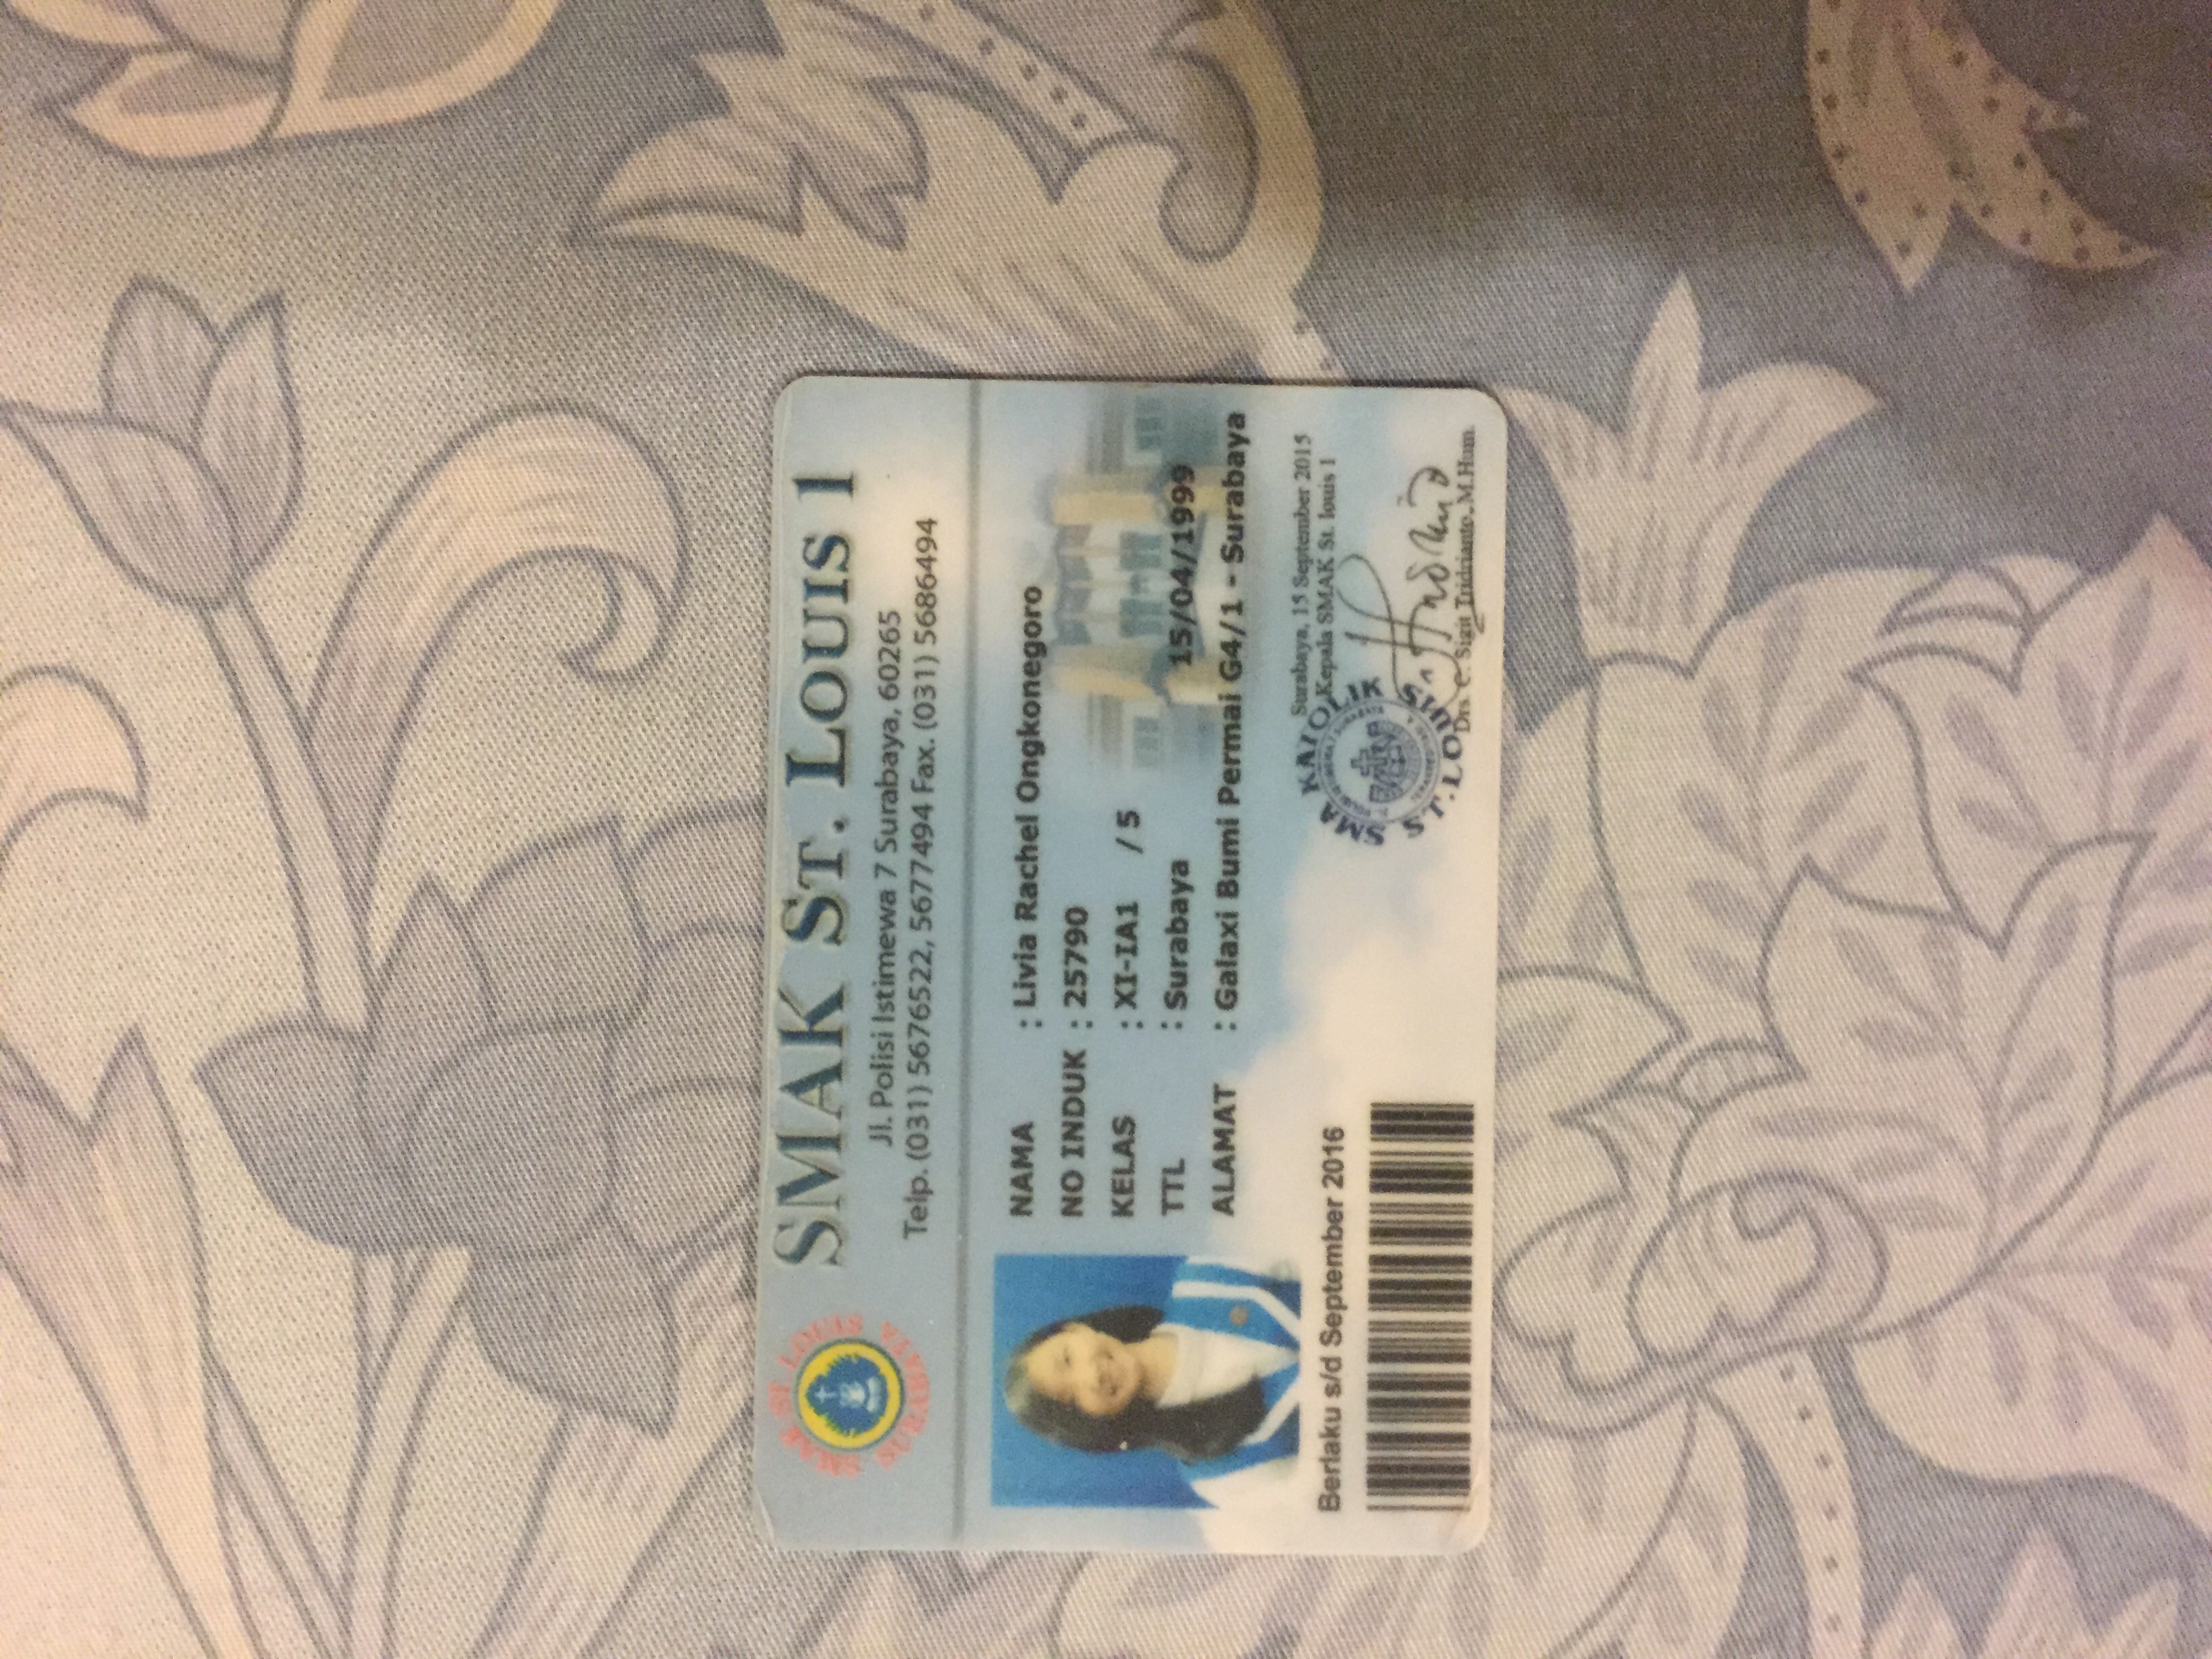 SMAK ST. LOUIS 1
SMAK ST. LOUIS
SURABAYA
Jl. Polisi Istimewa 7 Surabaya, 60265
Telp. (031) 5676522, 5677494 Fax. (031) 5686494
NAMA : Livia Rachel Ongkonegoro
NO INDUK : 25790
KELAS : XI-IA1 / 5
TTL : Surabaya 15/04/1999
ALAMAT : Galaxi Bumi Permai G4/1 - Surabaya
Berlaku s/d September 2016
Surabaya, 15 September 2015
Kepala SMAK St. louis 1
SMA KATOLIK
ST. LOUIS
Drs. C. Sigit Tridrianto, M.Hum.